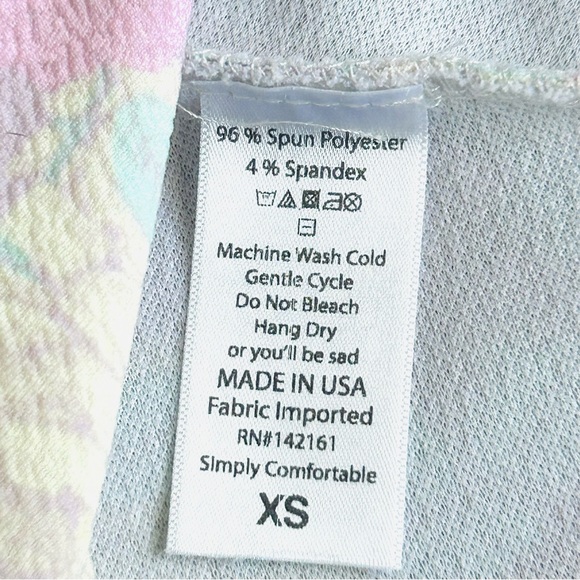 96 % Spun Polyester
4 % Spandex
Machine Wash Cold
Gentle Cycle
Do Not Bleach
Hang Dry
or you'll be sad
MADE IN USA
Fabric Imported
RN#142161
Simply Comfortable
XS